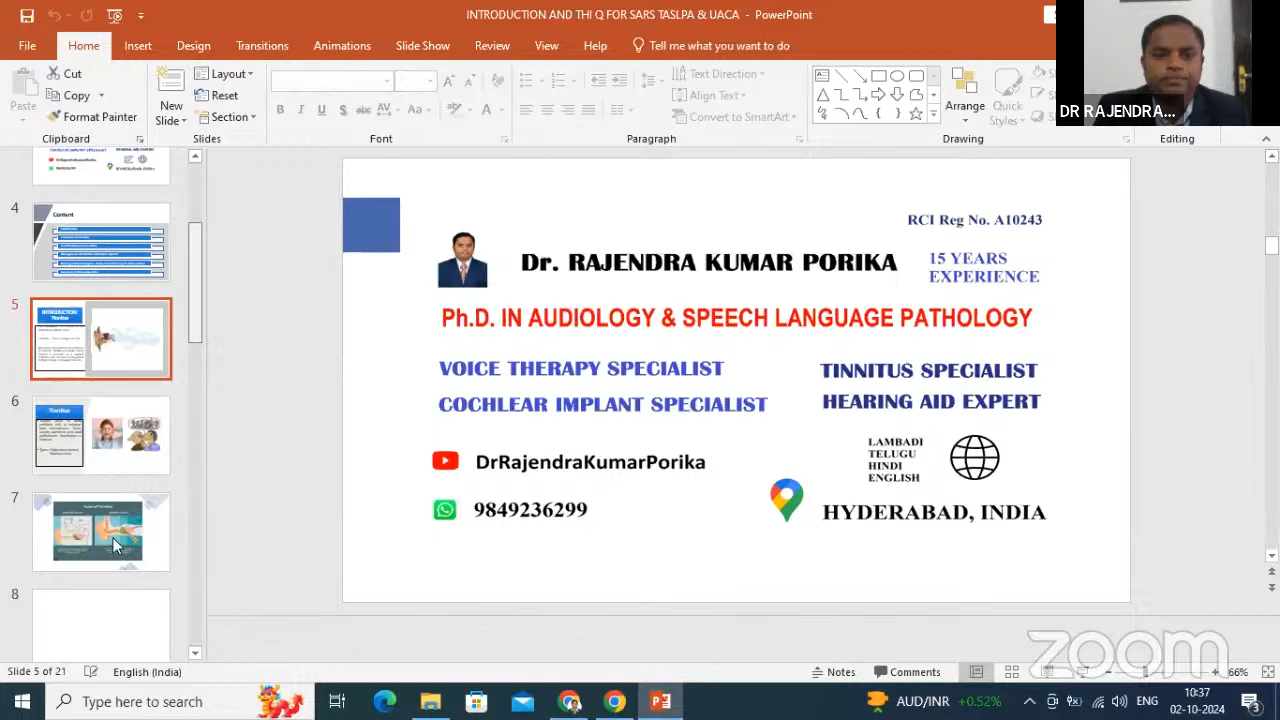 INTRODUCTION AND THI Q FOR SARS TASLPA & UACA - PowerPoint
File Home Insert Design Transitions Animations Slide Show Review View Help Tell me what you want to do
Paste
Cut
Copy
Format Painter
Clipboard
New
Slide
Layout
Reset
Section
Slides
Font
Text Direction
Align Text
Convert to SmartArt
Paragraph
Arrange
Quick
Styles
Drawing
Editing
DR RAJENDRA...
4
Content
5
INTRODUCTION:
Tinnitus
6
Tinnitus
7
8
RCI Reg No. A10243
Dr. RAJENDRA KUMAR PORIKA
15 YEARS
EXPERIENCE
Ph.D. IN AUDIOLOGY & SPEECH LANGUAGE PATHOLOGY
VOICE THERAPY SPECIALIST
TINNITUS SPECIALIST
COCHLEAR IMPLANT SPECIALIST
HEARING AID EXPERT
LAMBADI
TELUGU
HINDI
ENGLISH
DrRajendraKumarPorika
9849236299
HYDERABAD, INDIA
zoom
Slide 5 of 21 English (India) Notes Comments 66%
Type here to search
AUD/INR +0.52%
ENG
10:37
02-10-2024
3